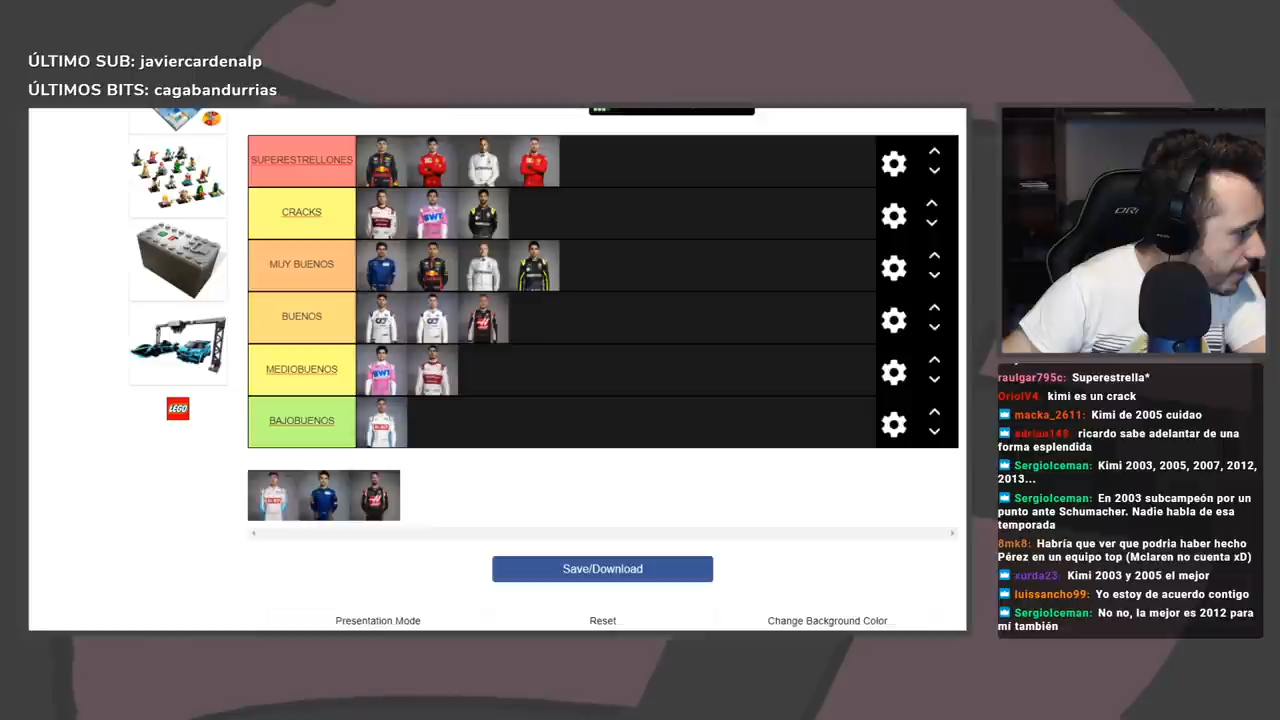 ÚLTIMO SUB: javiercardenalp
ÚLTIMOS BITS: cagabandurrias
SUPERESTRELLONES
CRACKS
MUY BUENOS
BUENOS
MEDIOBUENOS
BAJOBUENOS
LEGO
Save/Download
Presentation Mode
Reset
Change Background Color...
raulgar795c: Superestrella*
OriolV4: kimi es un crack
macka_2611: Kimi de 2005 cuidao
adrian148: ricardo sabe adelantar de una
forma esplendida
SergioIceman: Kimi 2003, 2005, 2007, 2012,
2013...
SergioIceman: En 2003 subcampeón por un
punto ante Schumacher. Nadie habla de esa
temporada
8mk8: Habría que ver que podria haber hecho
Pérez en un equipo top (Mclaren no cuenta xD)
xurda23: Kimi 2003 y 2005 el mejor
luissancho99: Yo estoy de acuerdo contigo
SergioIceman: No no, la mejor es 2012 para
mí también